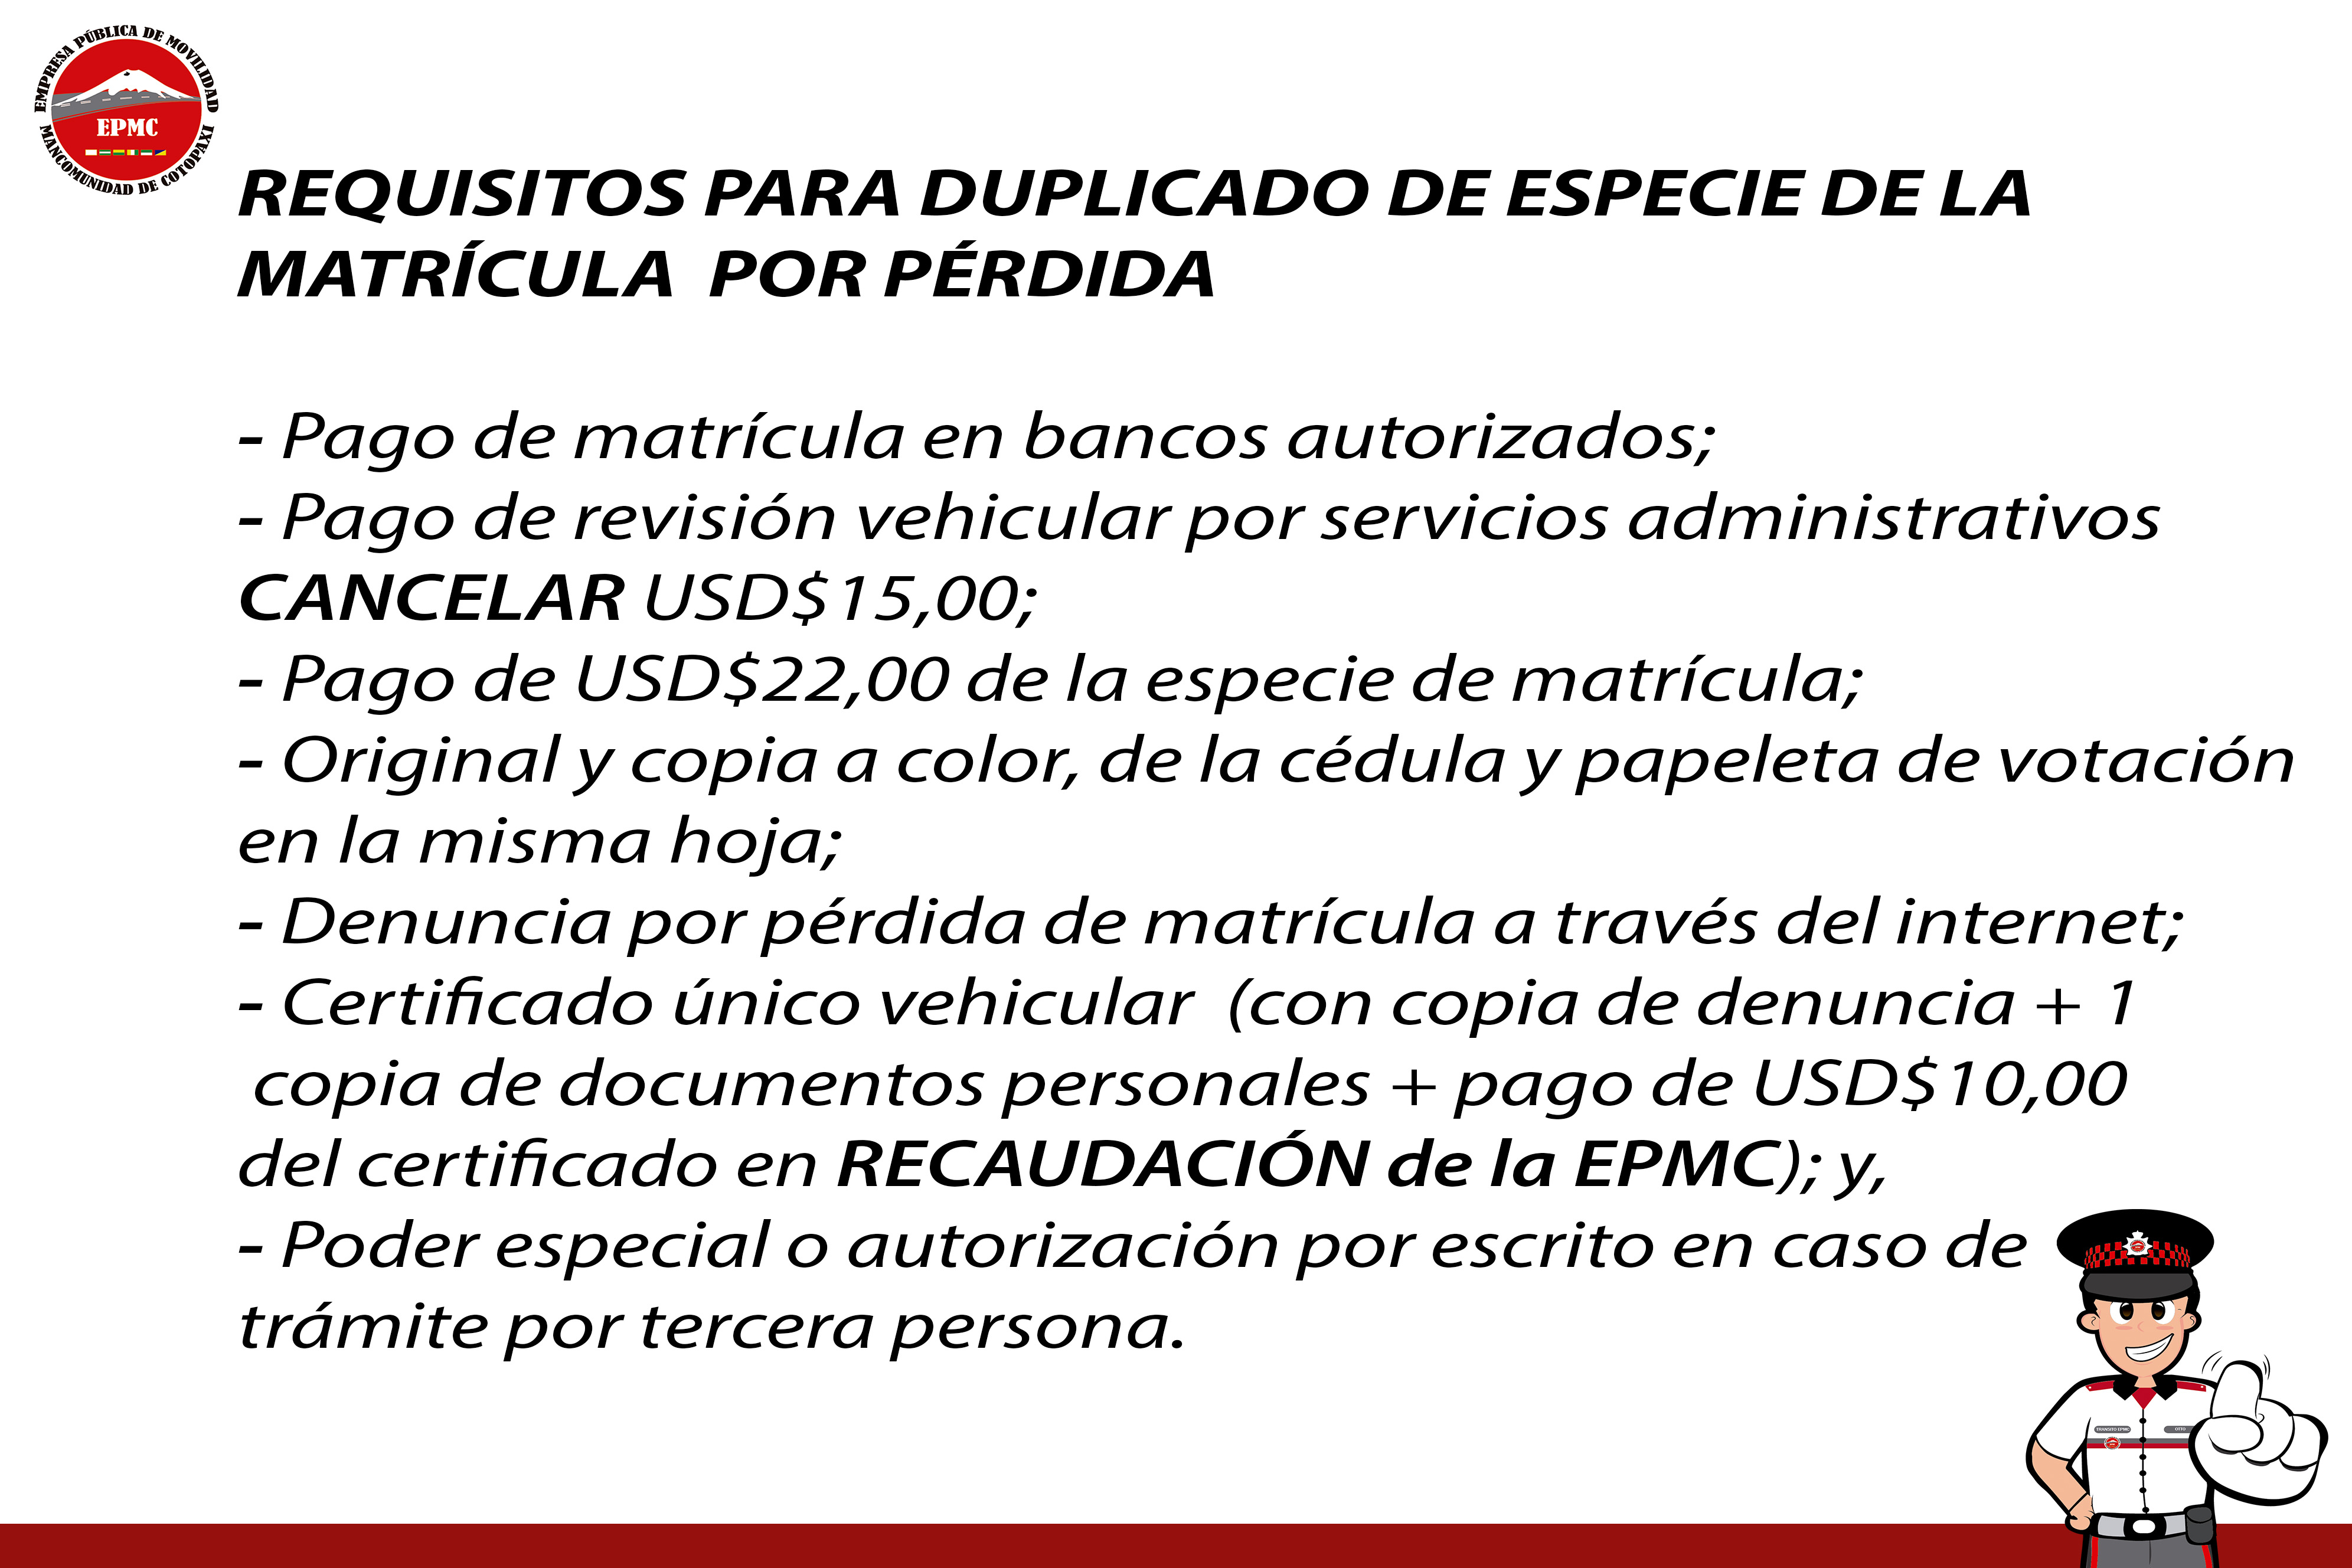 EMPRESA PÚBLICA DE MOVILIDAD
EPMC
MANCOMUNIDAD DE COTOPAXI
REQUISITOS PARA DUPLICADO DE ESPECIE DE LA
MATRÍCULA POR PÉRDIDA
- Pago de matrícula en bancos autorizados;
- Pago de revisión vehicular por servicios administrativos
CANCELAR USD$15,00;
- Pago de USD$22,00 de la especie de matrícula;
- Original y copia a color, de la cédula y papeleta de votación
en la misma hoja;
- Denuncia por pérdida de matrícula a través del internet;
- Certificado único vehicular (con copia de denuncia + 1
copia de documentos personales + pago de USD$10,00
del certificado en RECAUDACIÓN de la EPMC); y,
- Poder especial o autorización por escrito en caso de
trámite por tercera persona.